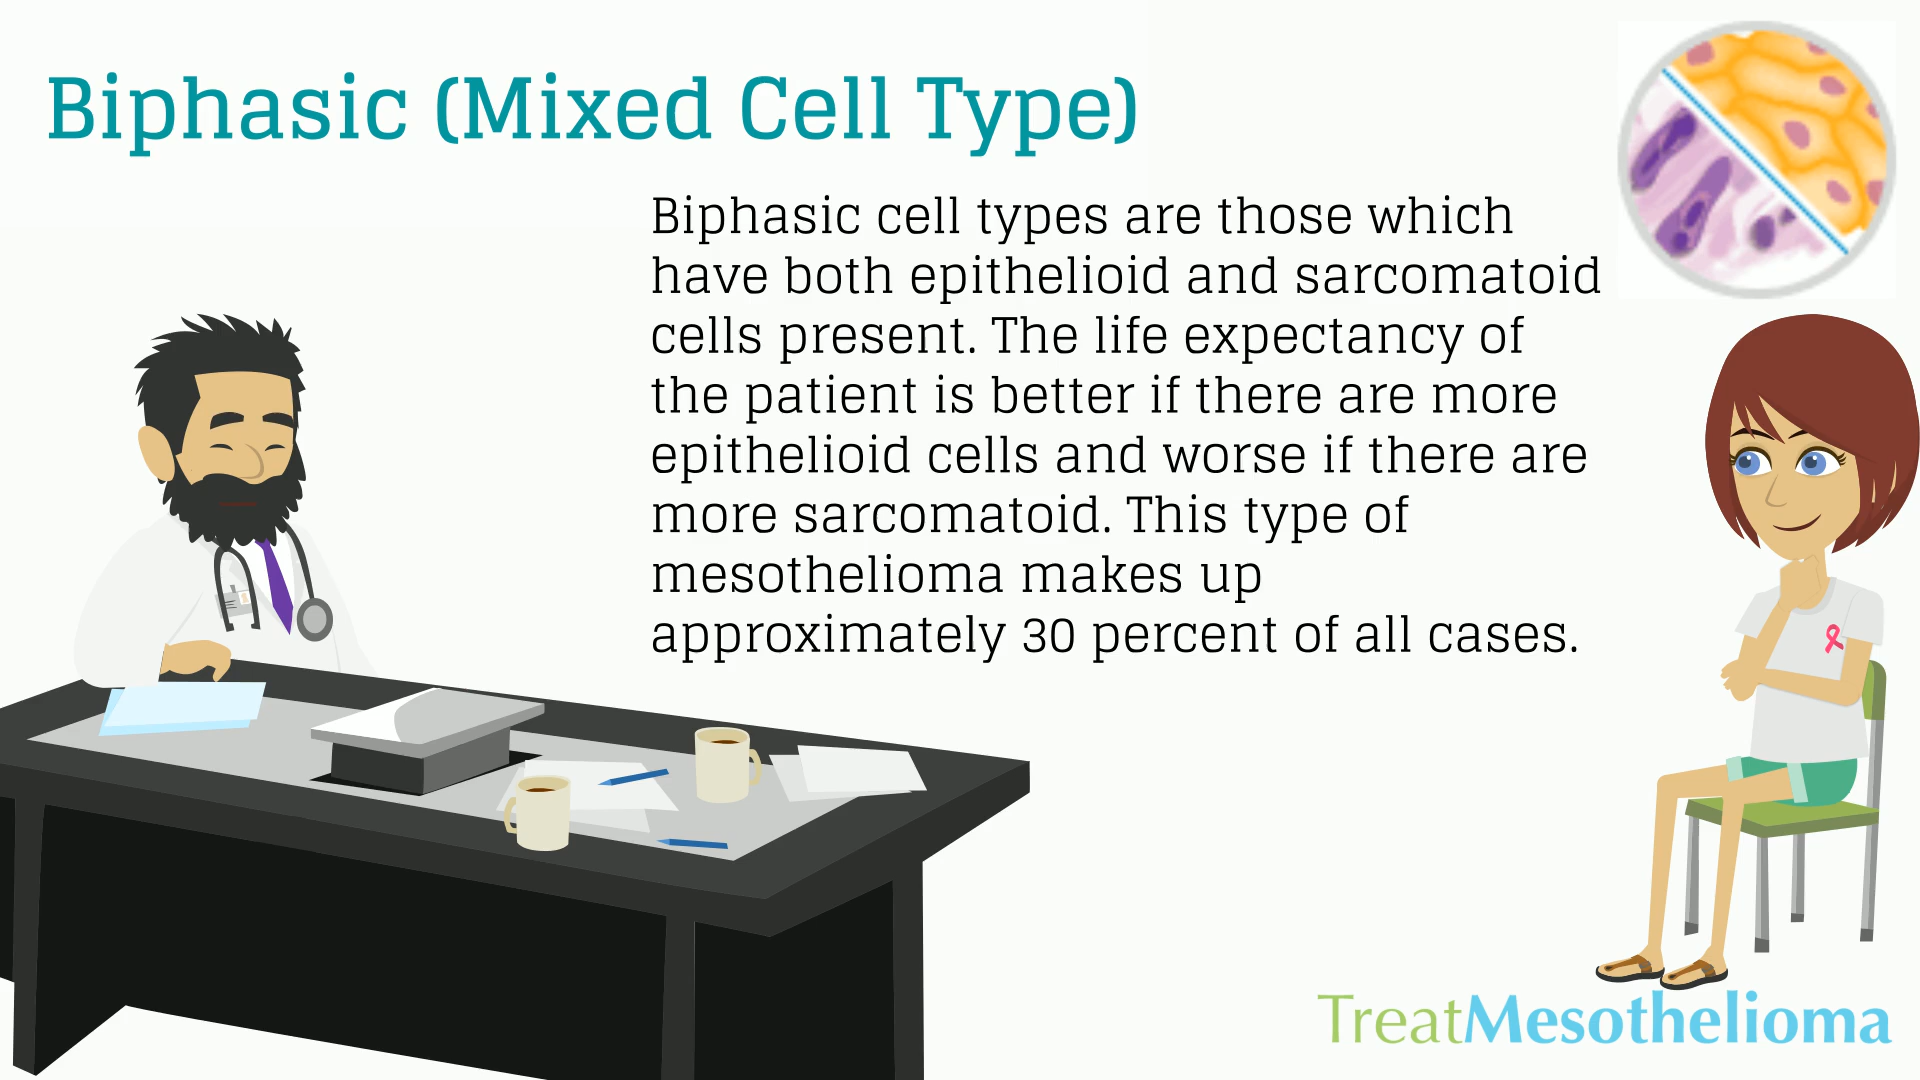 Biphasic (Mixed Cell Type)
Biphasic cell types are those which
have both epithelioid and sarcomatoid
cells present. The life expectancy of
the patient is better if there are more
epithelioid cells and worse if there are
more sarcomatoid. This type of
mesothelioma makes up
approximately 30 percent of all cases.
TreatMesothelioma